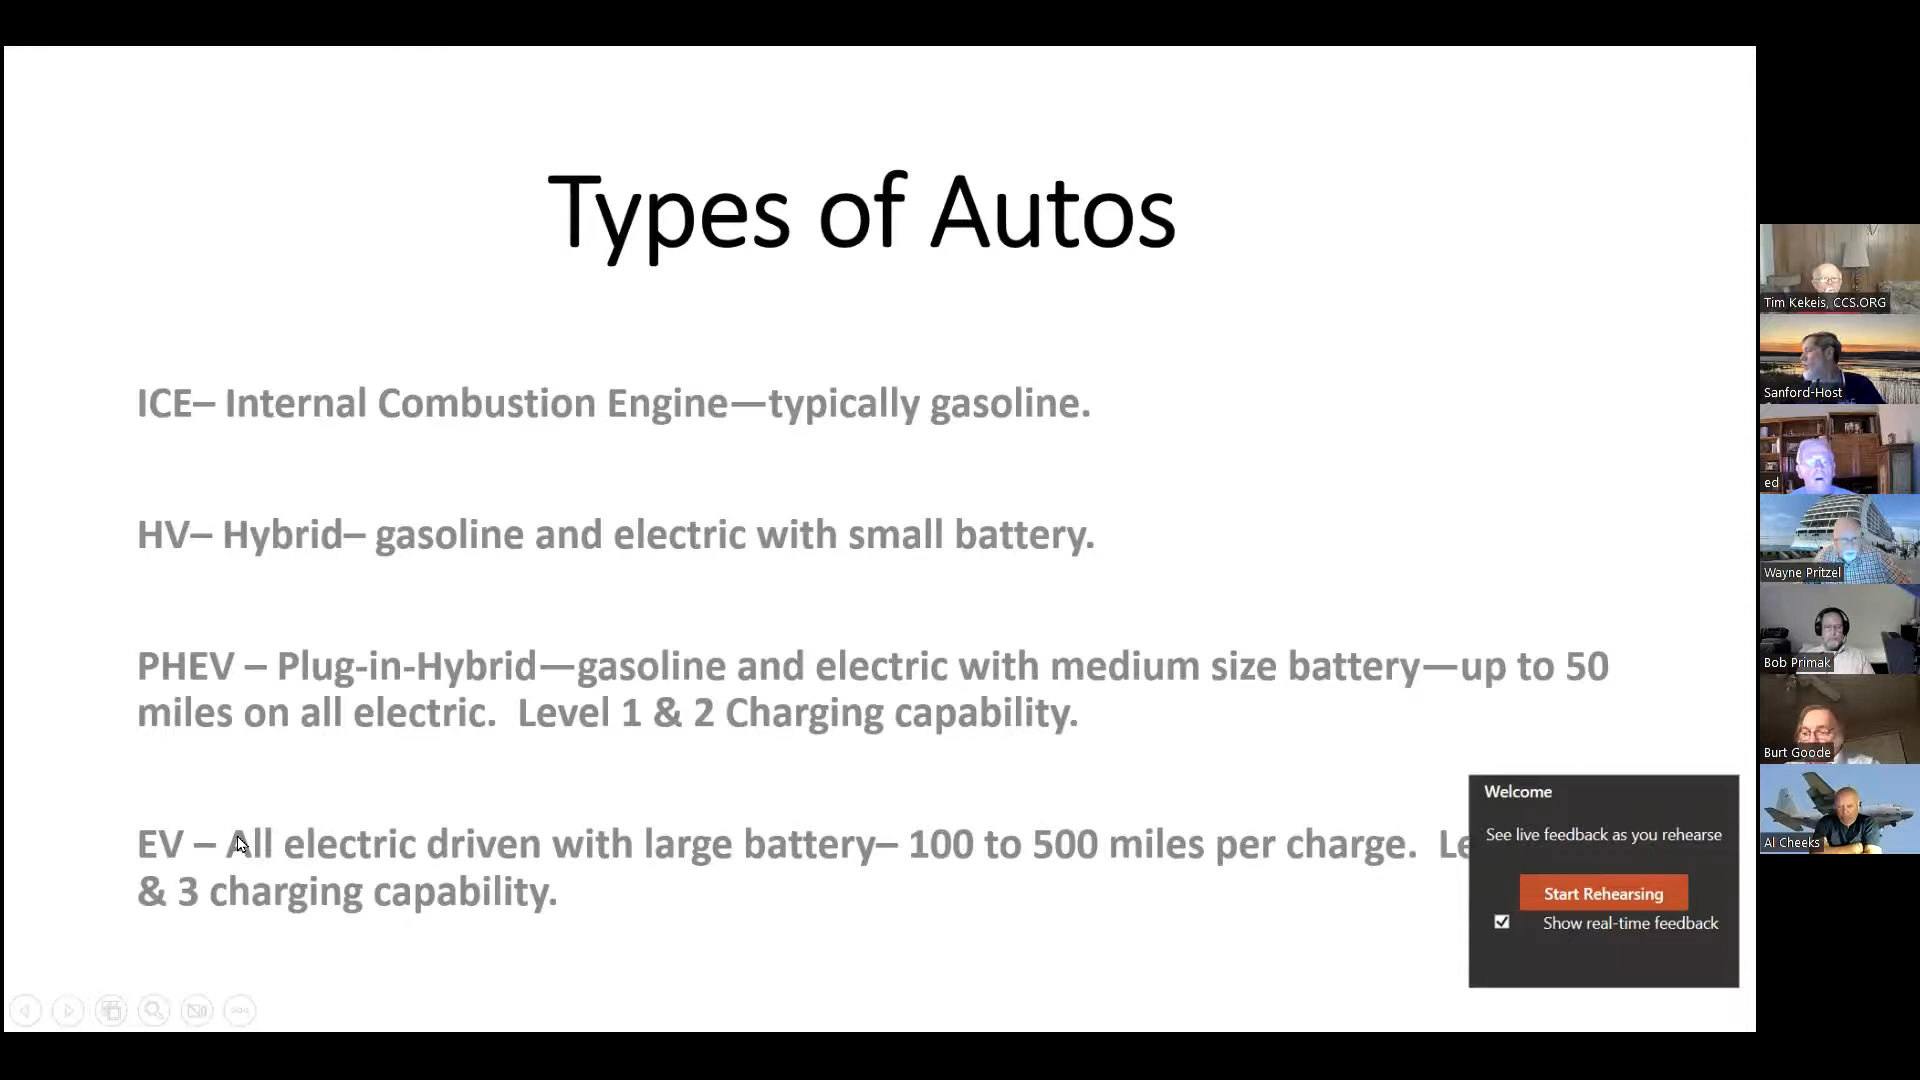 Types of Autos
ICE– Internal Combustion Engine—typically gasoline.
HV– Hybrid– gasoline and electric with small battery.
PHEV – Plug-in-Hybrid—gasoline and electric with medium size battery—up to 50
miles on all electric.  Level 1 & 2 Charging capability.
EV – All electric driven with large battery– 100 to 500 miles per charge.
& 3 charging capability.
Welcome
See live feedback as you rehearse
Start Rehearsing
Show real-time feedback
Tim Kekeis, CCS.ORG
Sanford-Host
ed
Wayne Pritzel
Bob Primak
Burt Goode
Al Cheeks